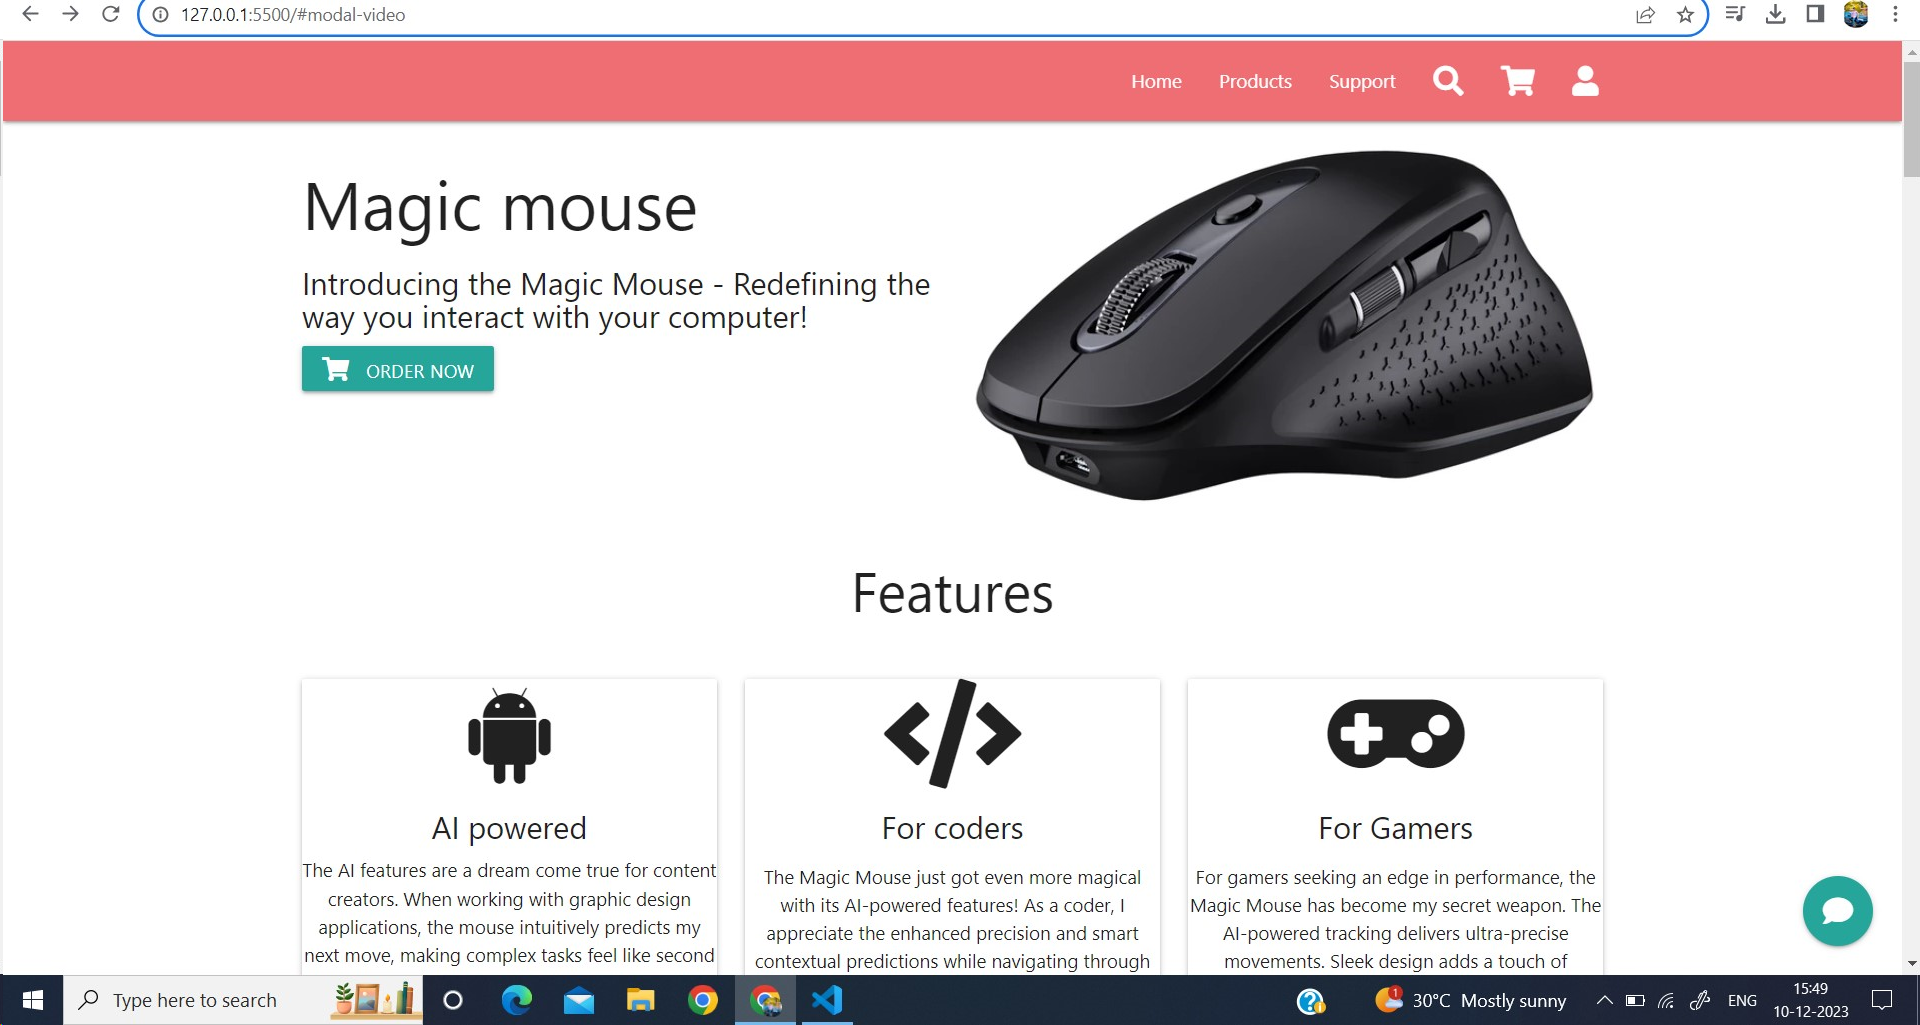 127.0.0.1:5500/#modal-video
Home Products Support
Magic mouse
Introducing the Magic Mouse - Redefining the
way you interact with your computer!
ORDER NOW
Features
AI powered
The AI features are a dream come true for content
creators. When working with graphic design
applications, the mouse intuitively predicts my
next move, making complex tasks feel like second
For coders
The Magic Mouse just got even more magical
with its AI-powered features! As a coder, I
appreciate the enhanced precision and smart
contextual predictions while navigating through
For Gamers
For gamers seeking an edge in performance, the
Magic Mouse has become my secret weapon. The
AI-powered tracking delivers ultra-precise
movements. Sleek design adds a touch of
Type here to search
1
30°C Mostly sunny
ENG
15:49
10-12-2023